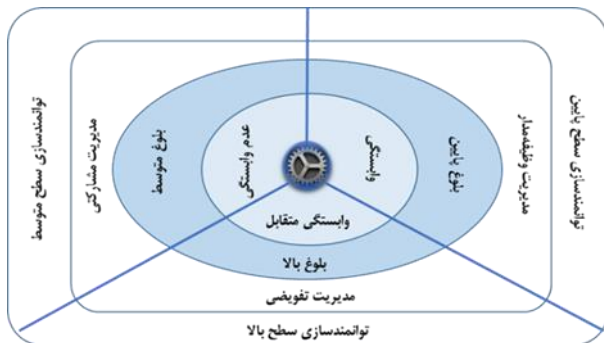 توانمندسازی سطح پایین
مدیریت وظیفه‌مدار
بلوغ پایین
وابستگی
عدم وابستگی
بلوغ متوسط
مدیریت مشارکتی
توانمندسازی سطح متوسط
وابستگی متقابل
بلوغ بالا
مدیریت تفویضی
توانمندسازی سطح بالا